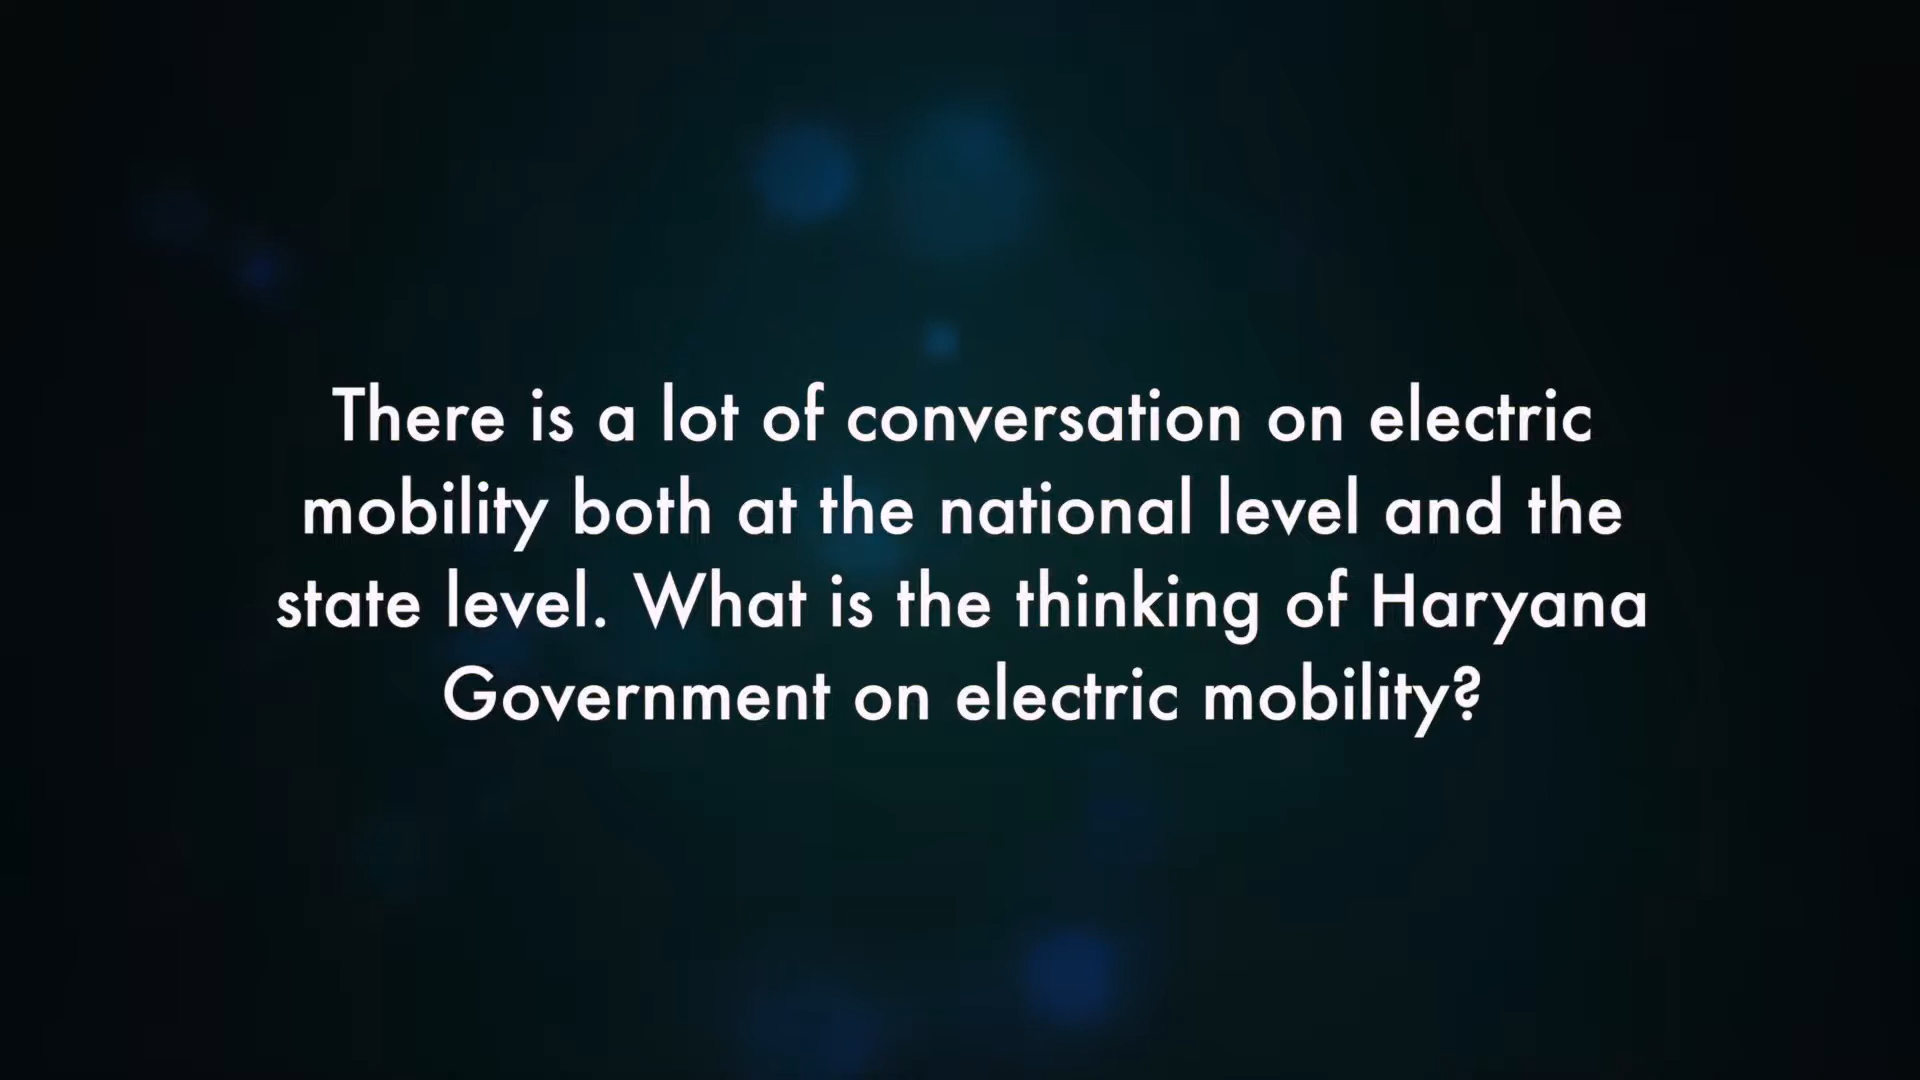 There is a lot of conversation on electric
mobility both at the national level and the
state level. What is the thinking of Haryana
Government on electric mobility?